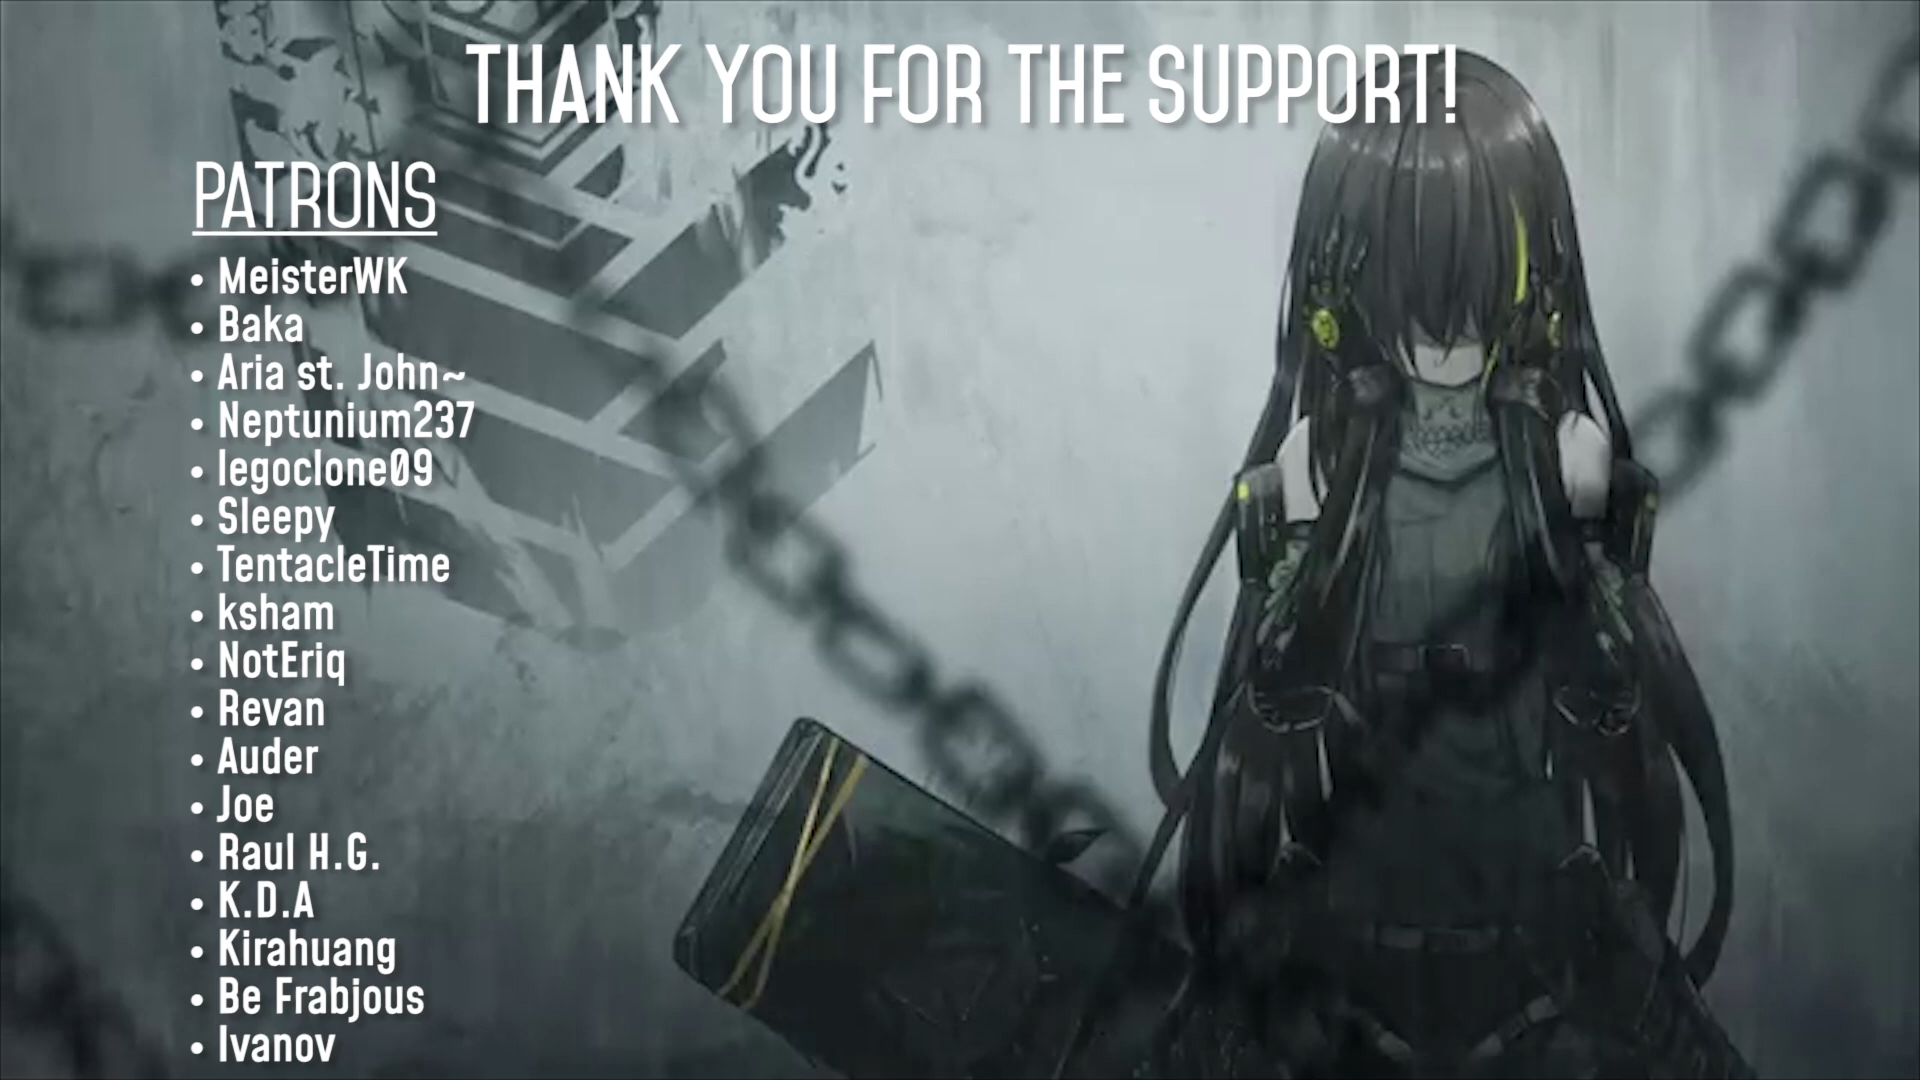 THANK YOU FOR THE SUPPORT!
PATRONS
• MeisterWK
• Baka
• Aria st. John~
• Neptunium237
• legoclone09
• Sleepy
• TentacleTime
• ksham
• NotEriq
• Revan
• Auder
• Joe
• Raul H.G.
• K.D.A
• Kirahuang
• Be Frabjous
• Ivanov